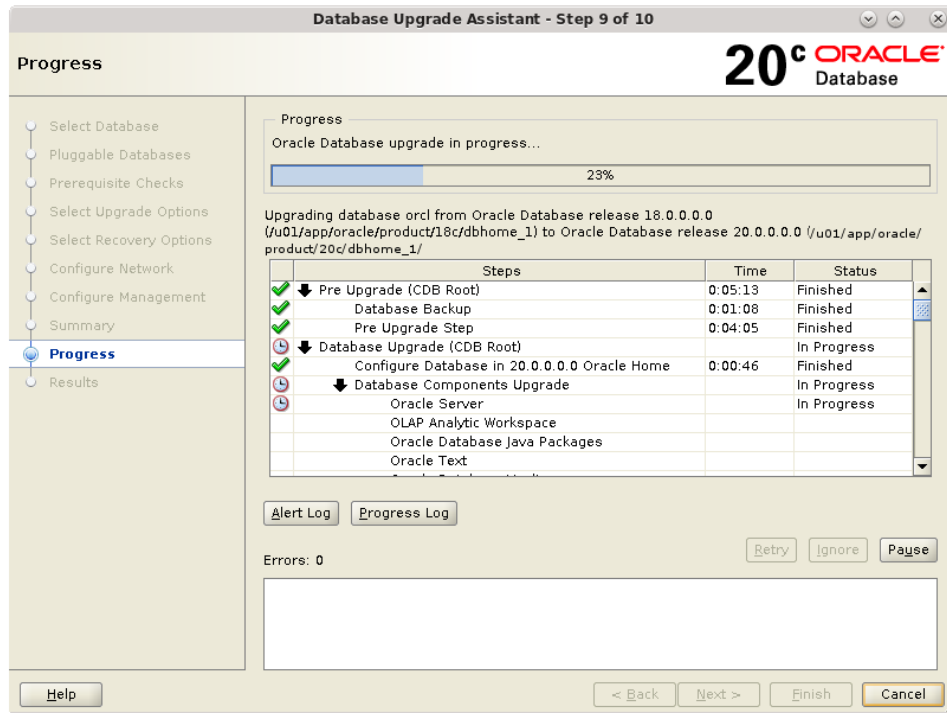 Database Upgrade Assistant - Step 9 of 10
Progress
20c ORACLE
Database
Select Database
Pluggable Databases
Prerequisite Checks
Select Upgrade Options
Select Recovery Options
Configure Network
Configure Management
Summary
Progress
Results
Progress
Oracle Database upgrade in progress...
23%
Upgrading database orcl from Oracle Database release 18.0.0.0.0
(/u01/app/oracle/product/18c/dbhome_1) to Oracle Database release 20.0.0.0.0 (/u01/app/oracle/
product/20c/dbhome_1/
Steps Time Status
Pre Upgrade (CDB Root) 0:05:13 Finished
Database Backup 0:01:08 Finished
Pre Upgrade Step 0:04:05 Finished
Database Upgrade (CDB Root) In Progress
Configure Database in 20.0.0.0.0 Oracle Home 0:00:46 Finished
Database Components Upgrade In Progress
Oracle Server In Progress
OLAP Analytic Workspace
Oracle Database Java Packages
Oracle Text
Alert Log Progress Log
Retry Ignore Pause
Errors: 0
Help < Back Next > Finish Cancel